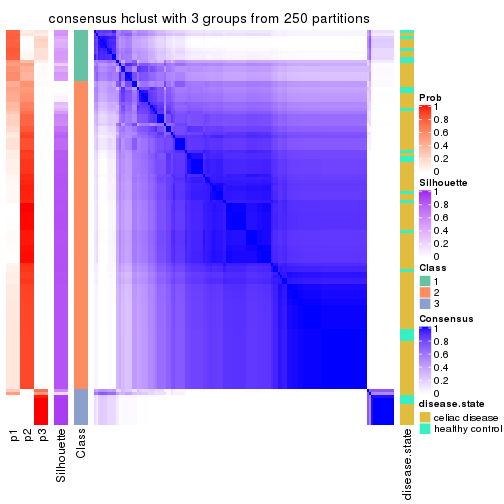 consensus hclust with 3 groups from 250 partitions
Prob
1
0.8
0.6
0.4
0.2
0
Silhouette
1
0.8
0.6
0.4
0.2
0
Class
1
2
3
Consensus
1
0.8
0.6
0.4
0.2
0
disease.state
celiac disease
healthy control
p1
p2
p3
Silhouette
Class
disease.state